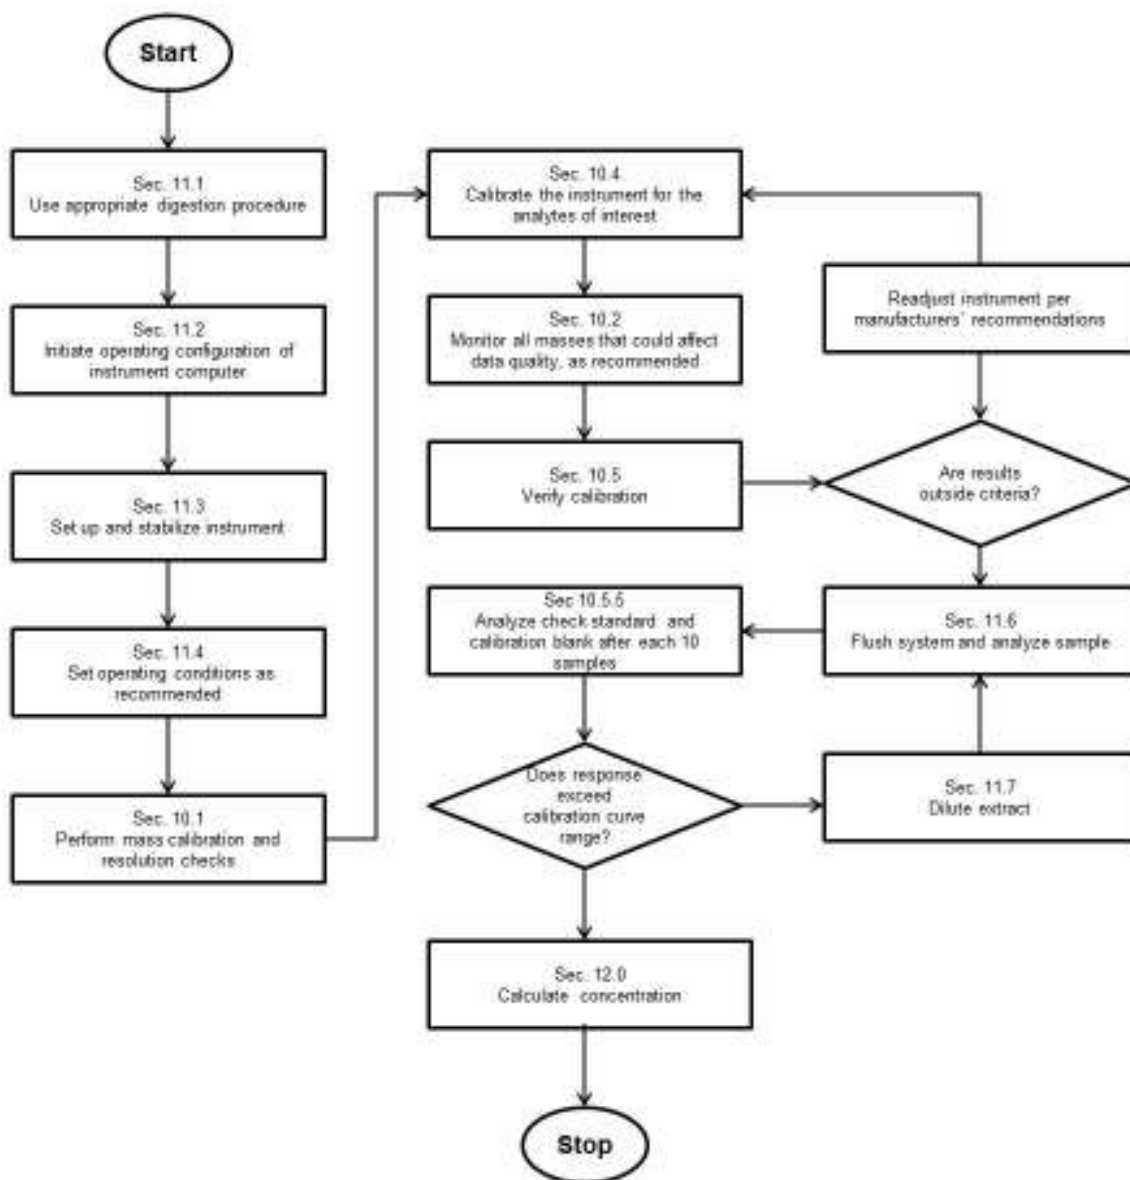 Start
Sec. 11.1
Use appropriate digestion procedure
Sec. 11.2
Initiate operating configuration of
instrument computer
Sec. 11.3
Set up and stabilize instrument
Sec. 11.4
Set operating conditions as
recommended
Sec. 10.1
Perform mass calibration and
resolution checks
Sec. 10.4
Calibrate the instrument for the
analytes of interest
Sec. 10.2
Monitor all masses that could affect
data quality, as recommended
Sec. 10.5
Verify calibration
Readjust instrument per
manufacturers' recommendations
Are results
outside criteria?
Sec. 11.6
Flush system and analyze sample
Sec 10.5.5
Analyze check standard and
calibration blank after each 10
samples
Does response
exceed
calibration curve
range?
Sec. 11.7
Dilute extract
Sec. 12.0
Calculate concentration
Stop